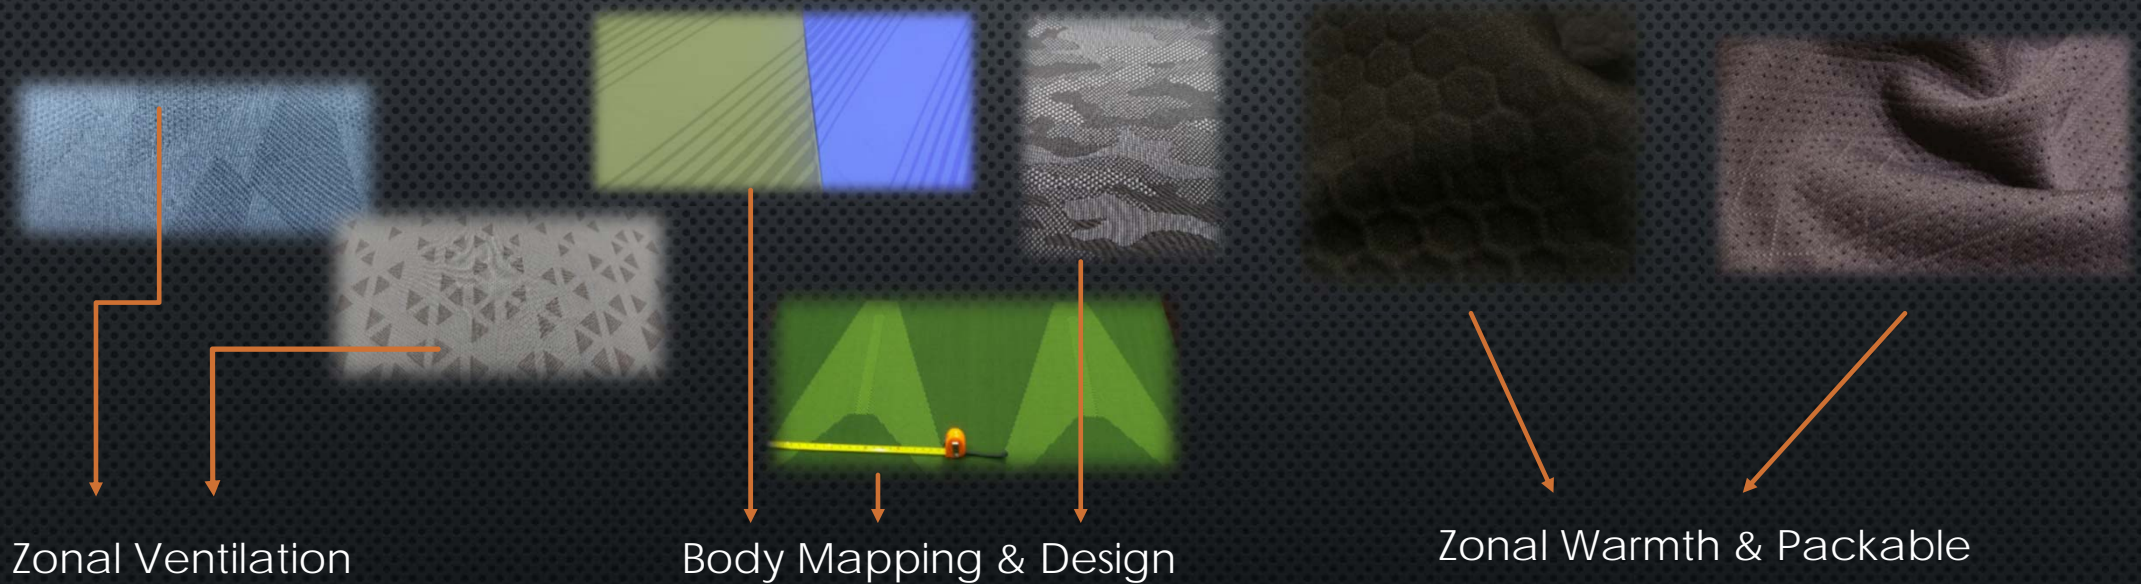 Zonal Ventilation
Body Mapping & Design
Zonal Warmth & Packable